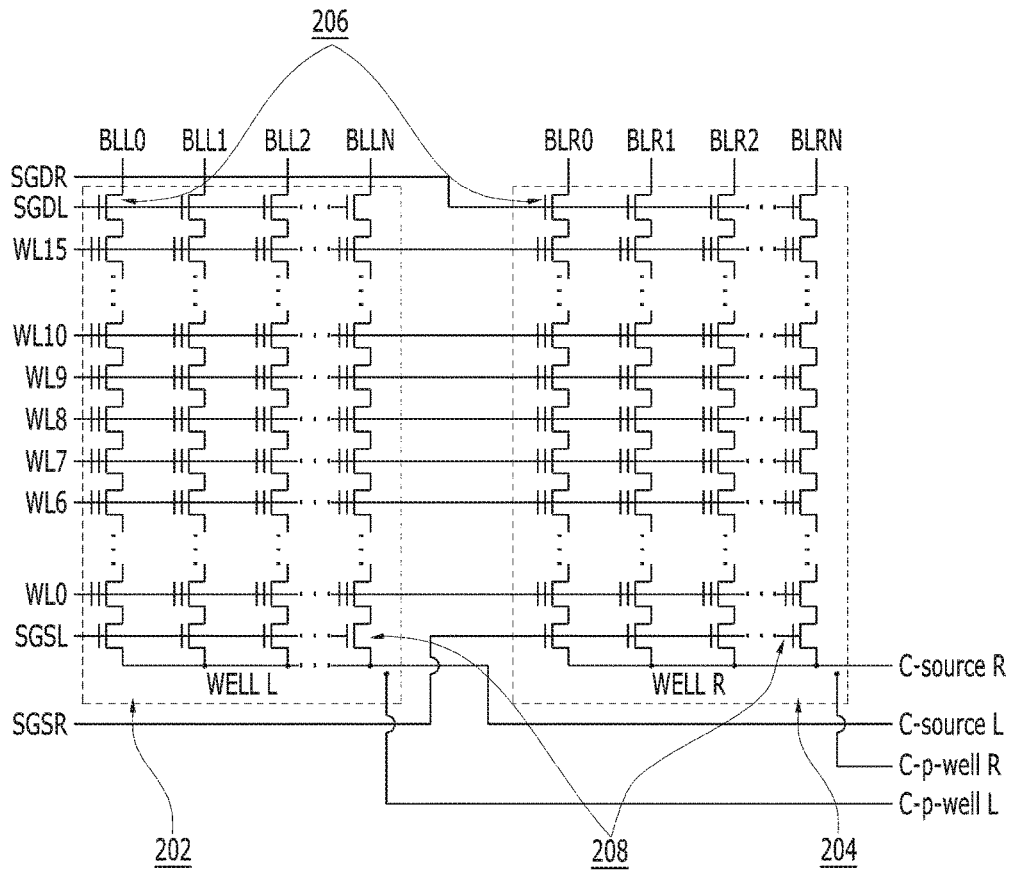 206
BLL0 BLL1 BLL2 BLLN BLR0 BLR1 BLR2 BLRN
SGDR
SGDL
WL15
WL10
WL9
WL8
WL7
WL6
WL0
SGSL
C-source R
WELL L WELL R
SGSR C-source L
C-p-well R
C-p-well L
202 208 204